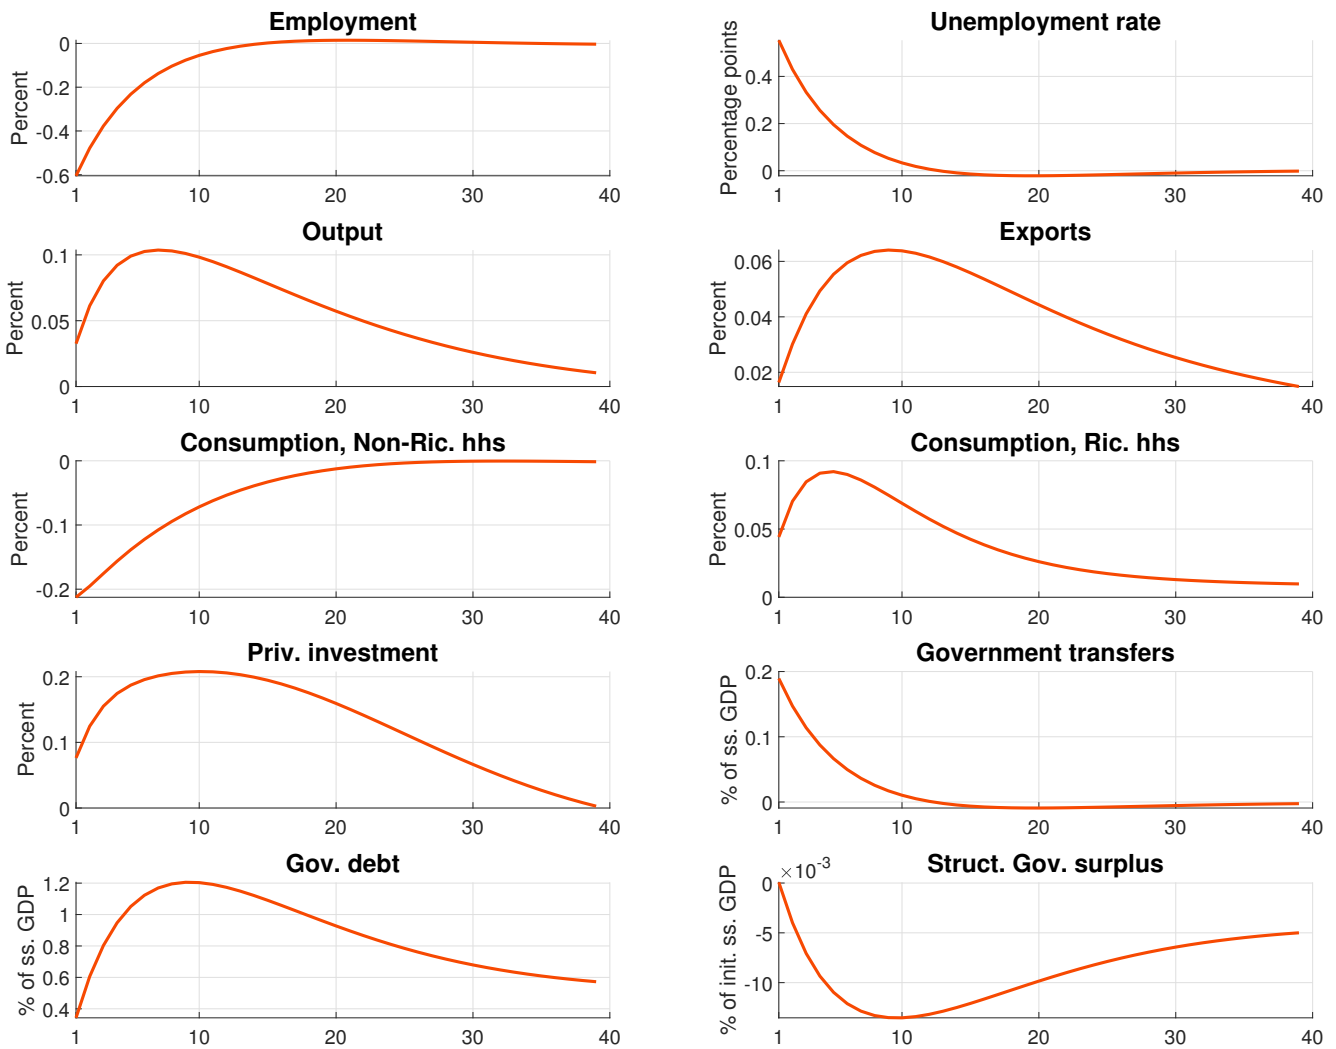 Employment
Percent
0
-0.2
-0.4
-0.6
1 10 20 30 40
Unemployment rate
Percentage points
0.4
0.2
0
1 10 20 30 40
Output
Percent
0.1
0.05
0
1 10 20 30 40
Exports
Percent
0.06
0.04
0.02
1 10 20 30 40
Consumption, Non-Ric. hhs
Percent
0
-0.1
-0.2
1 10 20 30 40
Consumption, Ric. hhs
Percent
0.1
0.05
0
1 10 20 30 40
Priv. investment
Percent
0.2
0.1
0
1 10 20 30 40
Government transfers
% of ss. GDP
0.2
0.1
0
1 10 20 30 40
Gov. debt
% of ss. GDP
1.2
1
0.8
0.6
0.4
1 10 20 30 40
Struct. Gov. surplus
×10-3
% of init. ss. GDP
0
-5
-10
1 10 20 30 40